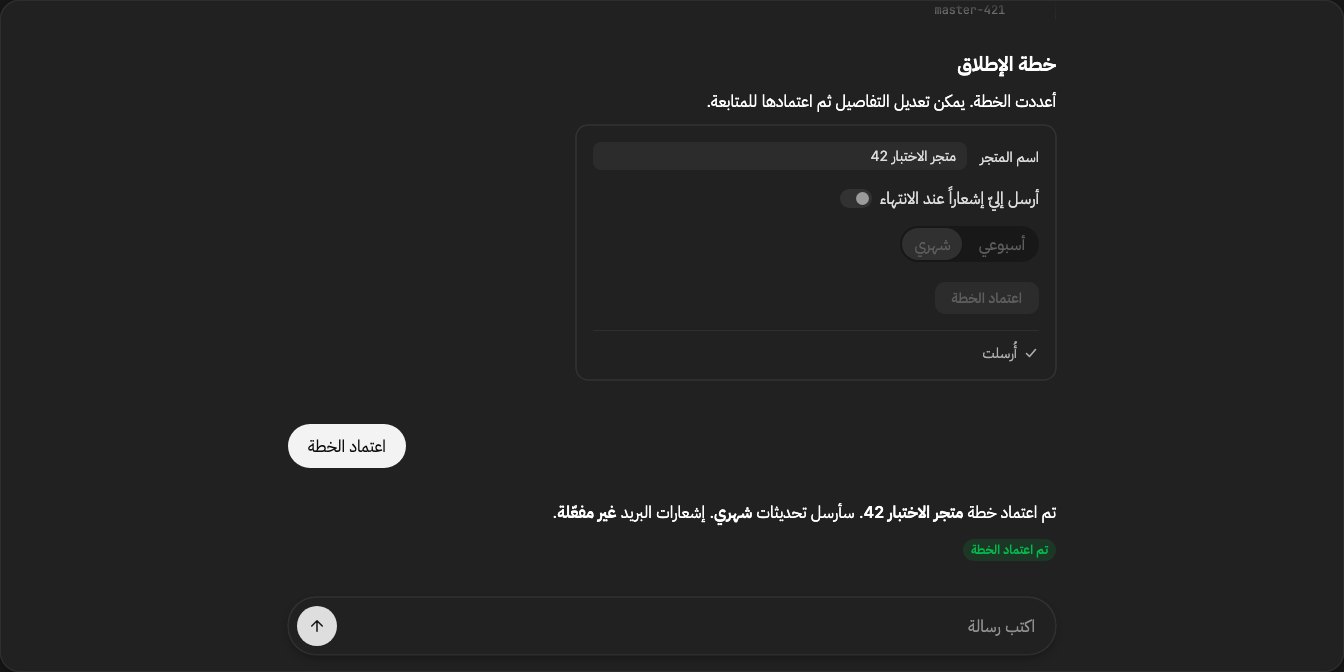 master-421
خطة الإطلاق
أعددت الخطة. يمكن تعديل التفاصيل ثم اعتمادها للمتابعة.
اسم المتجر متجر الاختبار 42
أرسل إليّ إشعاراً عند الانتهاء
أسبوعي شهري
اعتماد الخطة
أُرسلت
اعتماد الخطة
تم اعتماد خطة متجر الاختبار 42. سأرسل تحديثات شهري. إشعارات البريد غير مفعّلة.
تم اعتماد الخطة
اكتب رسالة